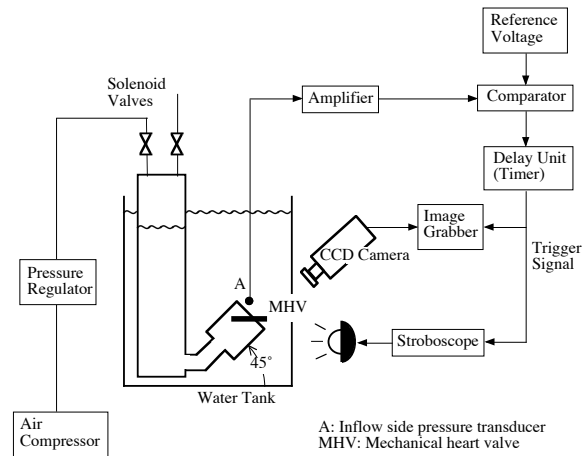 Reference
Voltage
Solenoid
Valves
Amplifier
Comparator
Delay Unit
(Timer)
Image
Grabber
CCD Camera
Trigger
Signal
Pressure
Regulator
A
MHV
45°
Stroboscope
Water Tank
Air
Compressor
A: Inflow side pressure transducer
MHV: Mechanical heart valve